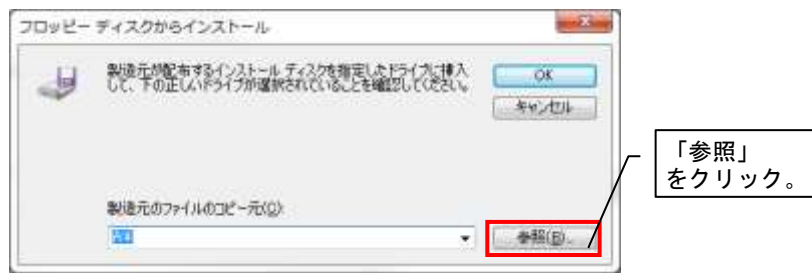 フロッピー ディスクからインストール
製造元が配布するインストール ディスクを指定したドライブに挿入
して、下の正しいドライブが選択されていることを確認してください。
OK
キャンセル
製造元のファイルのコピー元(C):
A:¥
参照(B)...
「参照」
をクリック。